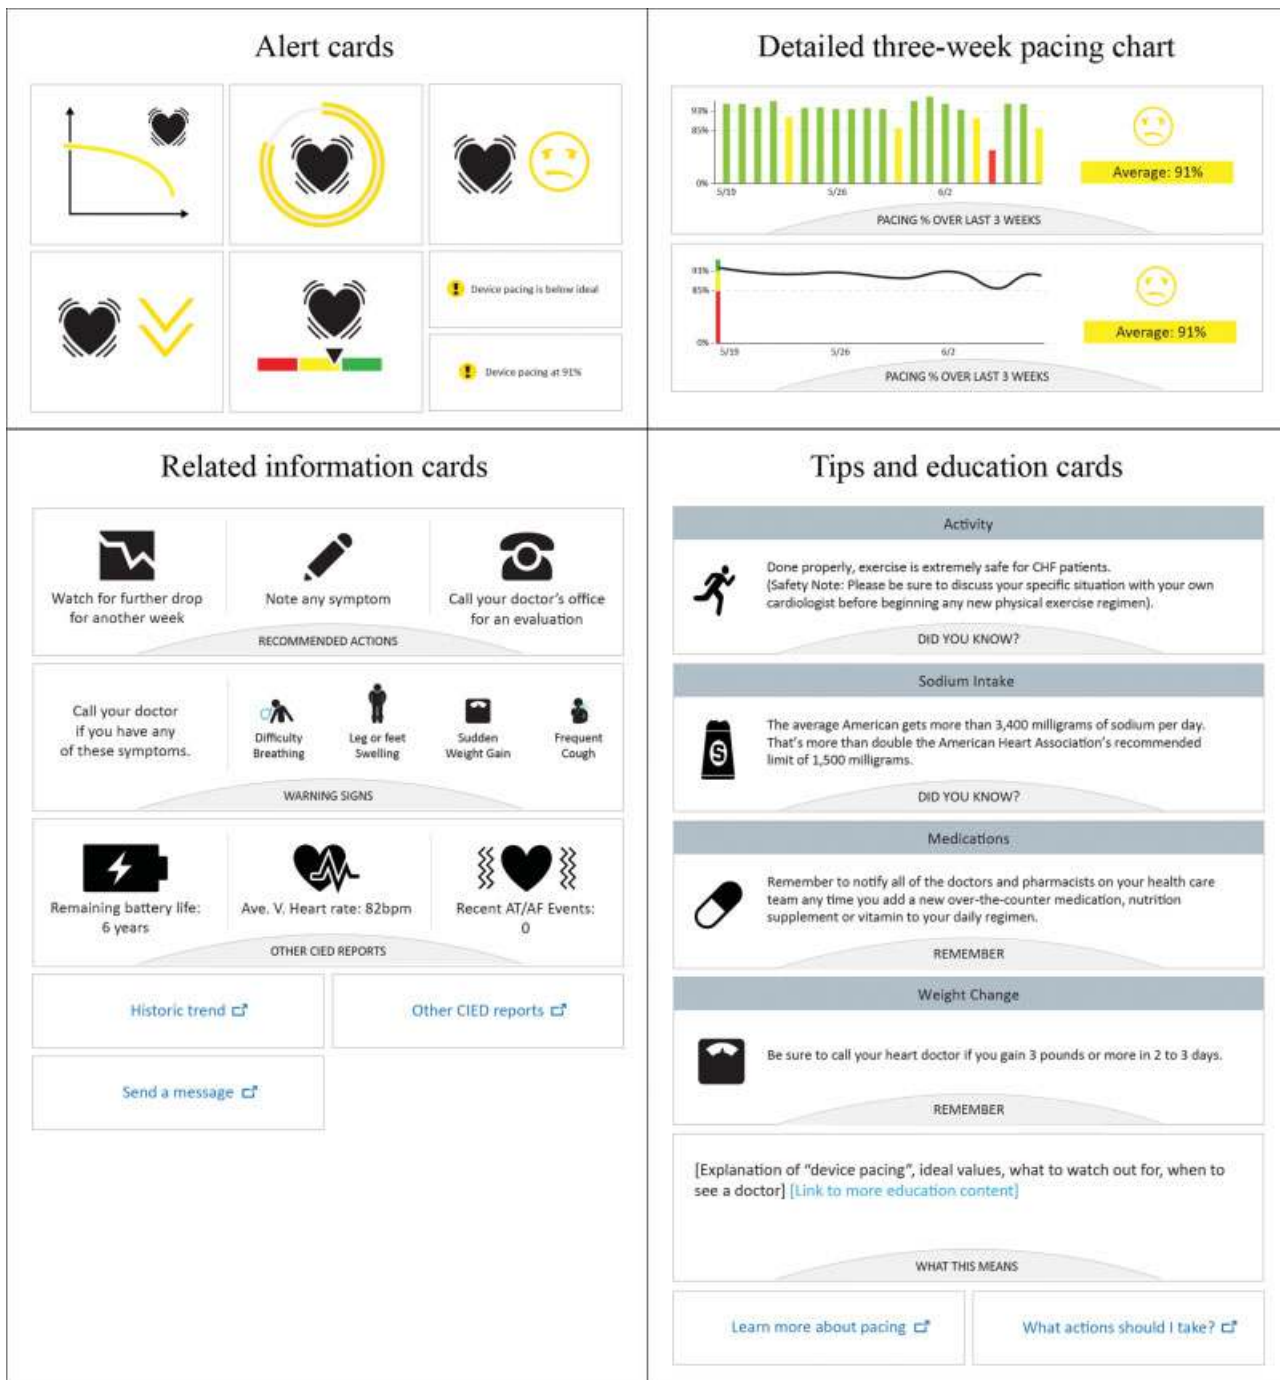 Alert cards
Device pacing is below ideal
Device pacing at 91%
Detailed three-week pacing chart
93%
85%
0%
5/19
5/26
6/2
Average: 91%
PACING % OVER LAST 3 WEEKS
85%
0%
5/19
5/26
6/2
Average: 91%
PACING % OVER LAST 3 WEEKS
Related information cards
Watch for further drop
for another week
Note any symptom
Call your doctor's office
for an evaluation
RECOMMENDED ACTIONS
Call your doctor
if you have any
of these symptoms.
Difficulty
Breathing
Leg or feet
Swelling
Sudden
Weight Gain
Frequent
Cough
WARNING SIGNS
Remaining battery life:
6 years
Ave. V. Heart rate: 82bpm
Recent AT/AF Events:
0
OTHER CIED REPORTS
Historic trend
Other CIED reports
Send a message
Tips and education cards
Activity
Done properly, exercise is extremely safe for CHF patients.
(Safety Note: Please be sure to discuss your specific situation with your own
cardiologist before beginning any new physical exercise regimen).
DID YOU KNOW?
Sodium Intake
S
The average American gets more than 3,400 milligrams of sodium per day.
That's more than double the American Heart Association's recommended
limit of 1,500 milligrams.
DID YOU KNOW?
Medications
Remember to notify all of the doctors and pharmacists on your health care
team any time you add a new over-the-counter medication, nutrition
supplement or vitamin to your daily regimen.
REMEMBER
Weight Change
Be sure to call your heart doctor if you gain 3 pounds or more in 2 to 3 days.
REMEMBER
[Explanation of "device pacing", ideal values, what to watch out for, when to
see a doctor] [Link to more education content]
WHAT THIS MEANS
Learn more about pacing
What actions should I take?